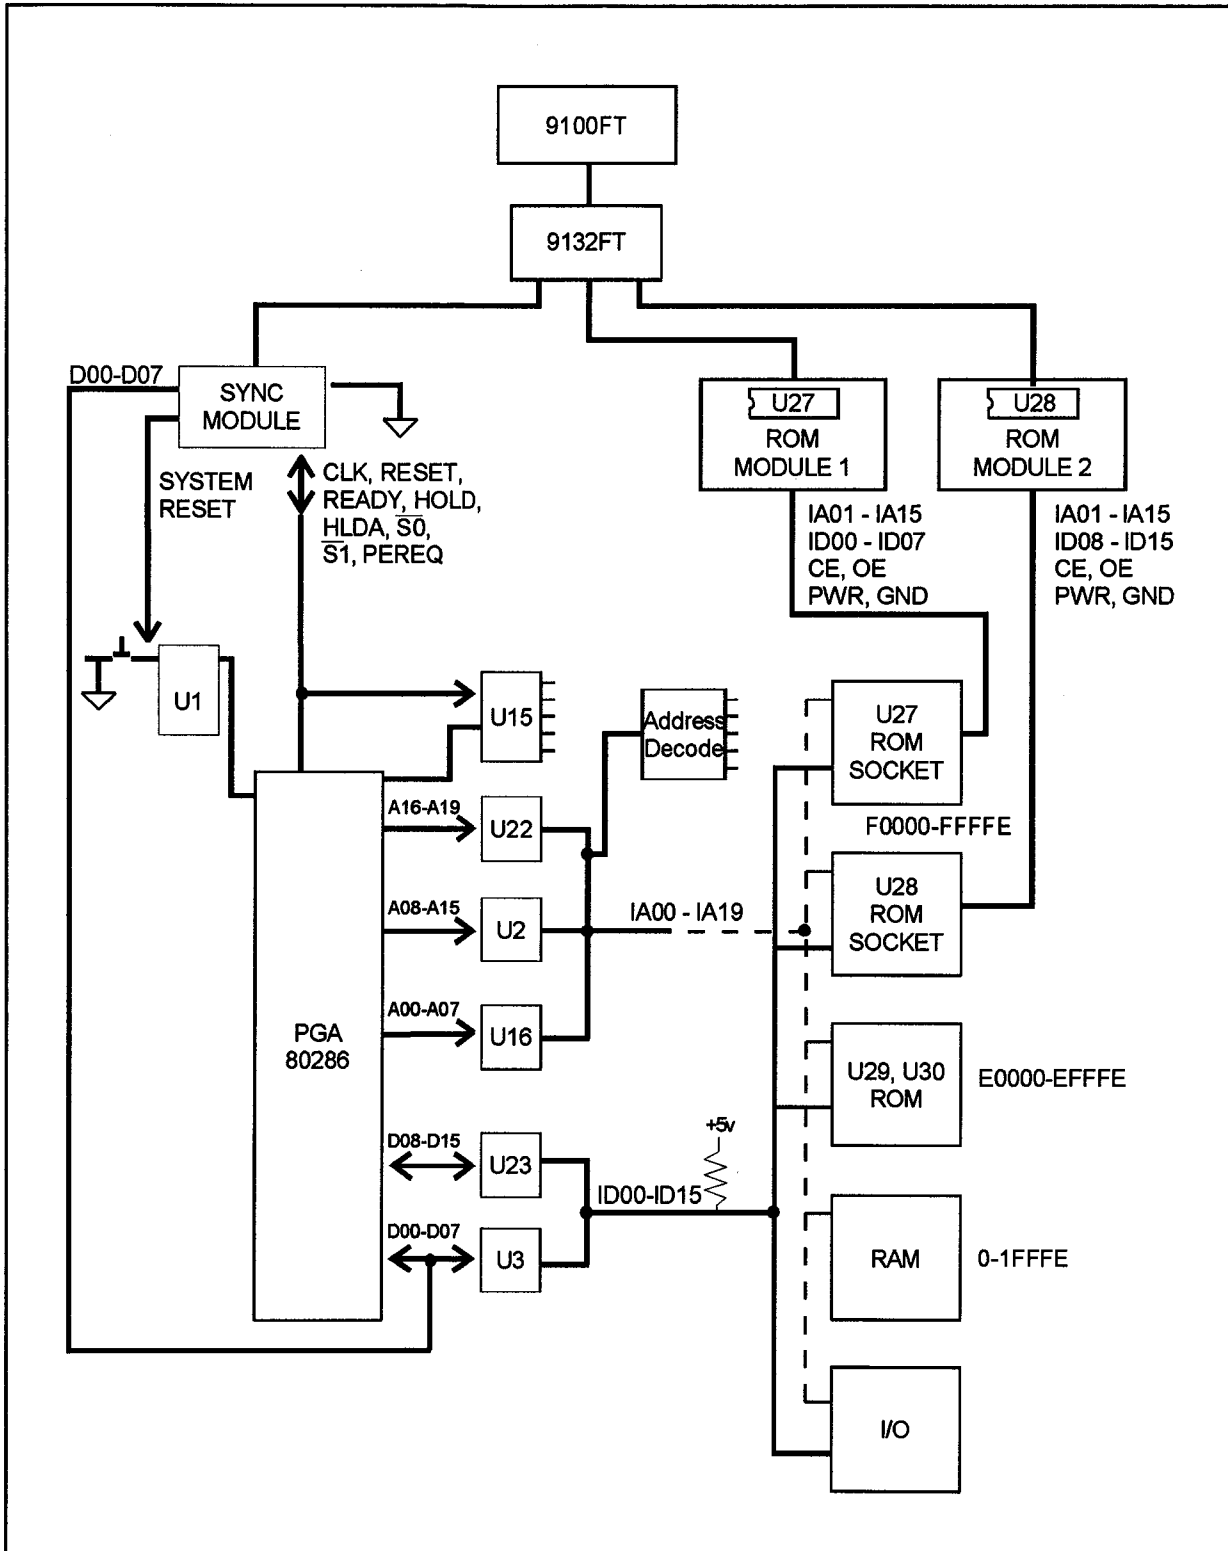 9100FT
9132FT
D00-D07
SYNC
MODULE
U27
ROM
MODULE 1
U28
ROM
MODULE 2
SYSTEM
RESET
CLK, RESET,
READY, HOLD,
HLDA, S̅0̅,
S̅1̅, PEREQ
IA01 - IA15
ID00 - ID07
CE, OE
PWR, GND
IA01 - IA15
ID08 - ID15
CE, OE
PWR, GND
U1
U15
Address
Decode
U27
ROM
SOCKET
F0000-FFFFE
A16-A19
U22
A08-A15
U2
IA00 - IA19
U28
ROM
SOCKET
PGA
80286
A00-A07
U16
U29, U30
ROM
E0000-EFFFE
D08-D15
U23
+5v
ID00-ID15
D00-D07
U3
RAM
0-1FFFE
I/O